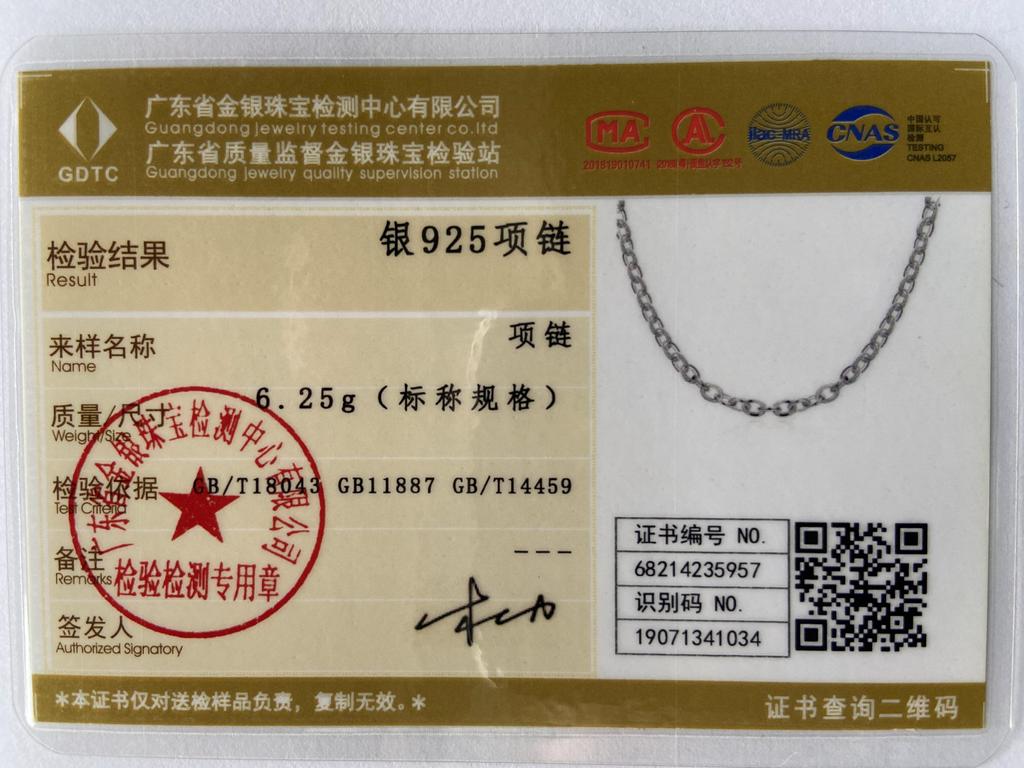 GDTC
广东省金银珠宝检测中心有限公司
Guangdong jewelry testing center co.ltd
广东省质量监督金银珠宝检验站
Guangdong jewelry quality supervision station
MA
201819010741
AL
ilac-MRA
CNAS
中国认可
国际互认
检测
TESTING
CNAS L2057
检验结果
Result
银925项链
来样名称
Name
项链
质量/尺寸
Weight/Size
6.25g（标称规格）
检验依据
Test Criteria
GB/T18043 GB11887 GB/T14459
备注
Remarks
---
签发人
Authorized Signatory
广东省金银珠宝检测中心有限公司
检验检测专用章
证书编号 NO.
68214235957
识别码 NO.
19071341034
*本证书仅对送检样品负责，复制无效。*
证书查询二维码